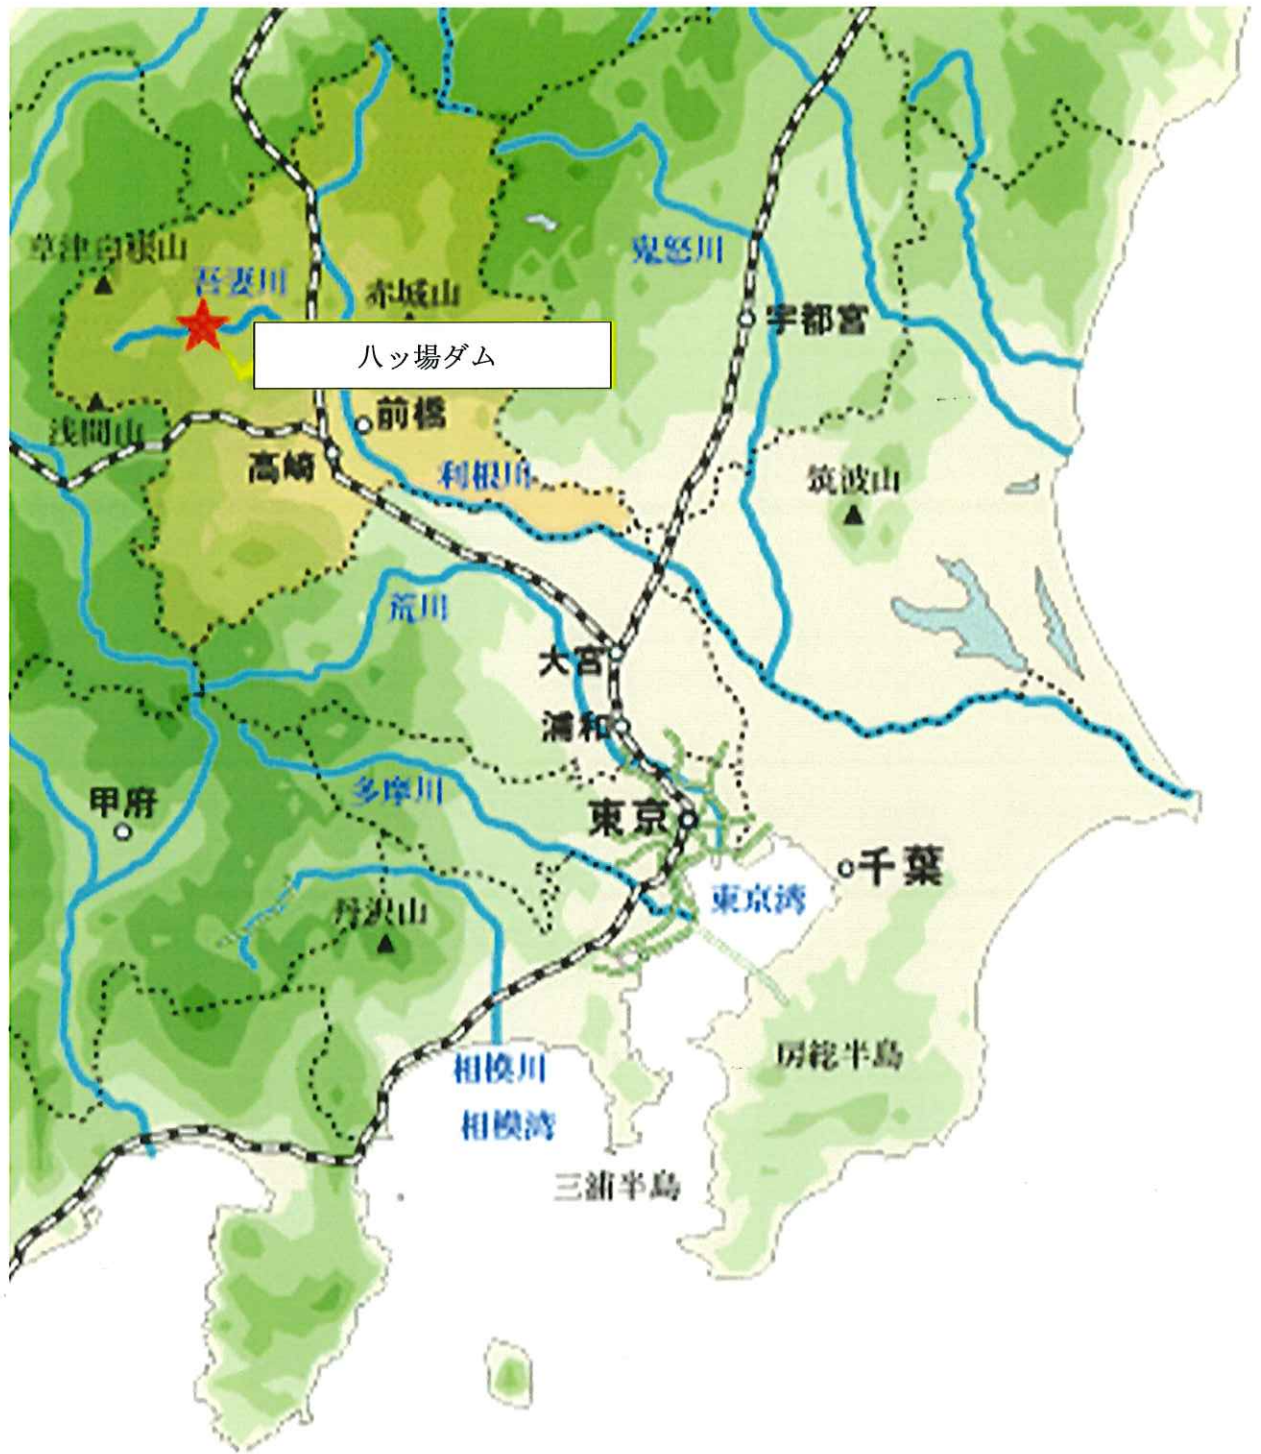 鬼怒川
草津白根山
吾妻川
赤城山
宇都宮
八ッ場ダム
浅間山
前橋
高崎
利根川
筑波山
荒川
大宮
浦和
甲府
多摩川
東京
千葉
丹沢山
東京湾
房総半島
相模川
相模湾
三浦半島